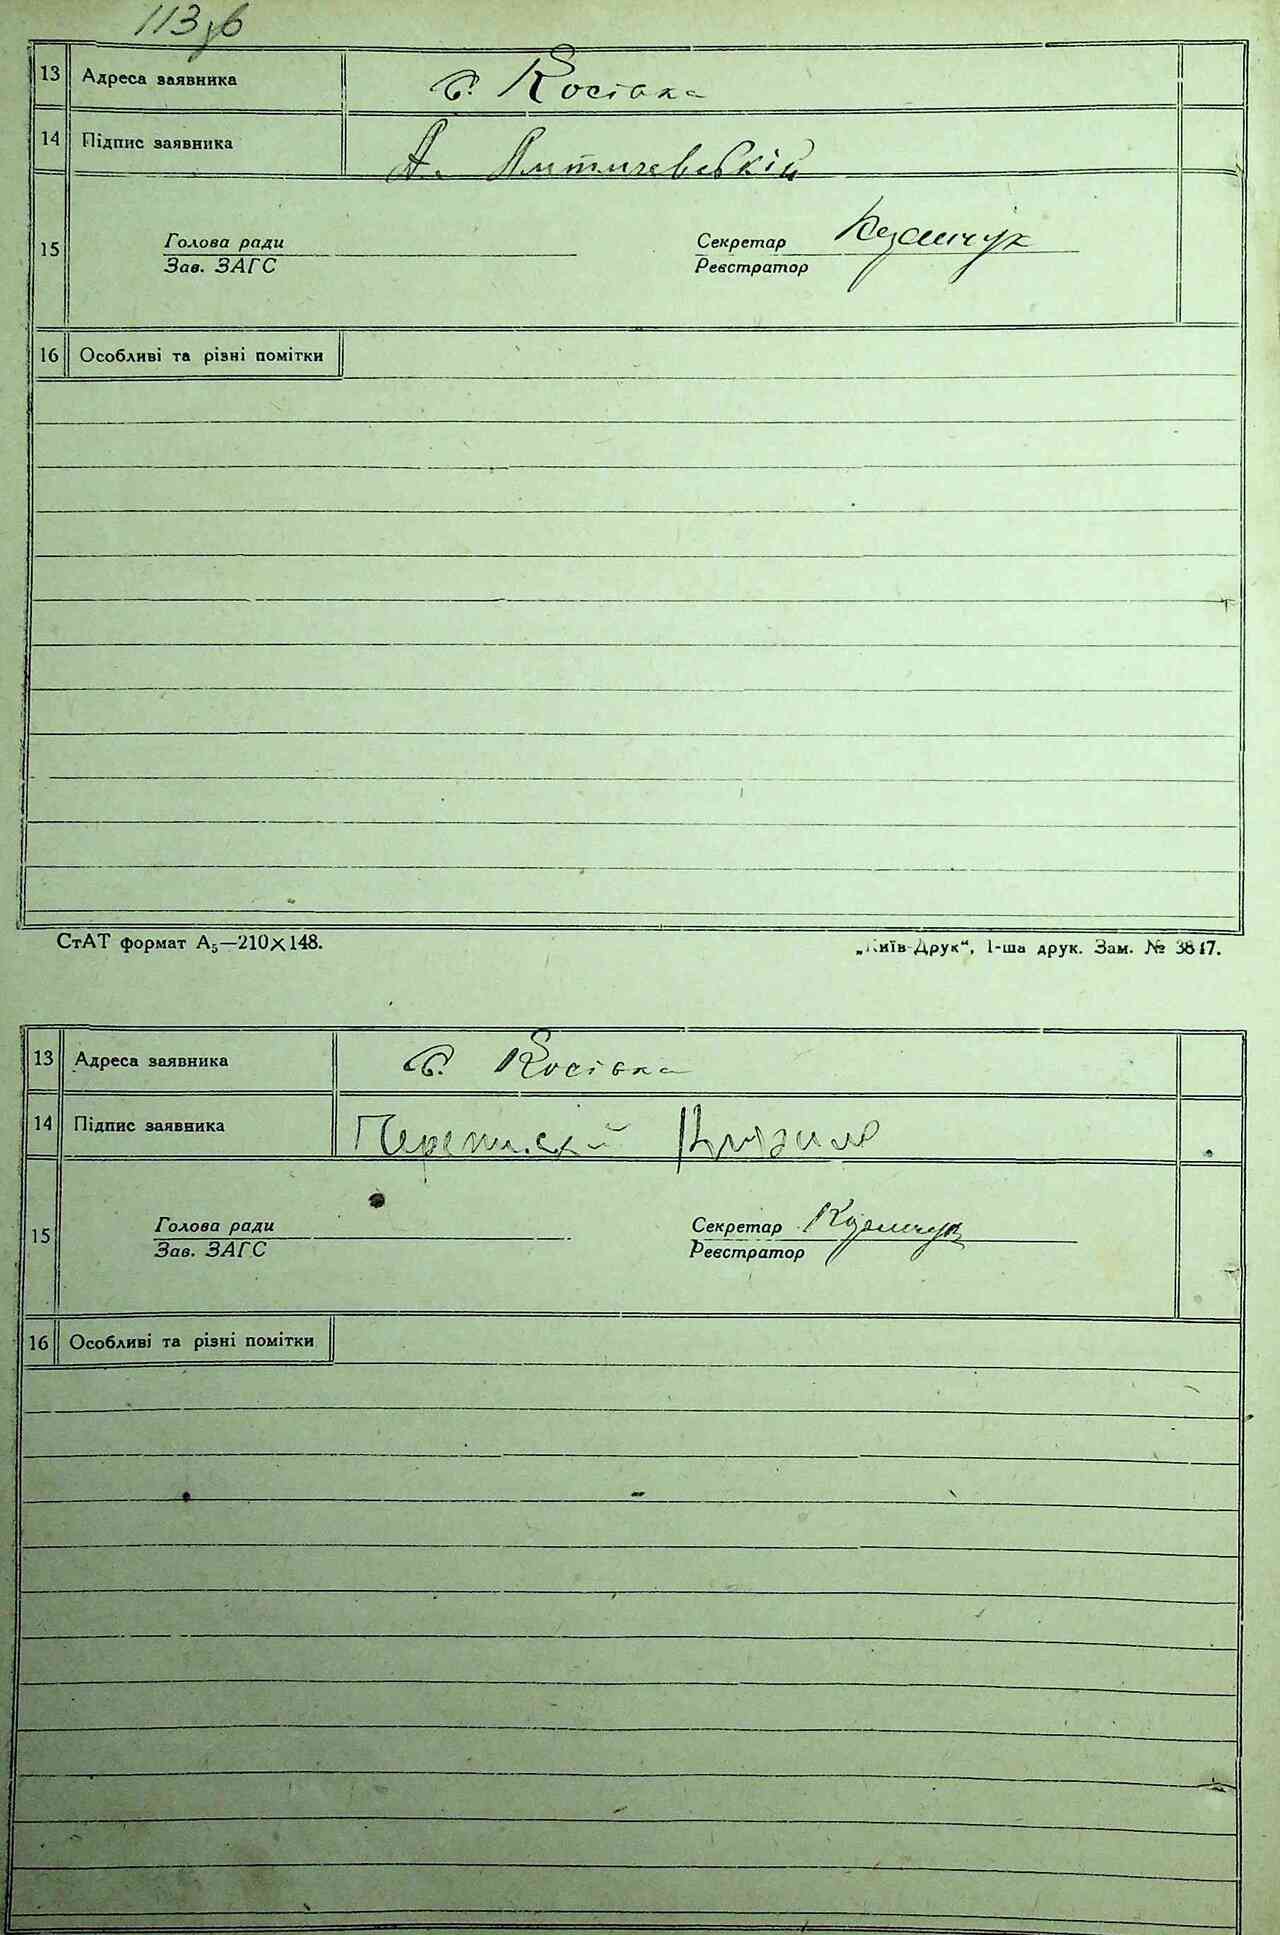 113зв
13 Адреса заявника с. Косівка
14 Підпис заявника А.
15 Голова ради Секретар Кузьмчук
Зав. ЗАГС Реєстратор
16 Особливі та різні помітки
СтАТ формат А₅—210×148. „Київ-Друк“, 1-ша друк. Зам. № 3817.
13 Адреса заявника с. Косівка
14 Підпис заявника
15 Голова ради Секретар Кузьмчук
Зав. ЗАГС Реєстратор
16 Особливі та різні помітки